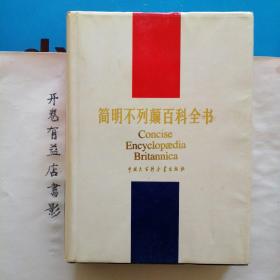 简明不列颠百科全书
Concise
Encyclopædia
Britannica
中国大百科全书出版社
开卷有益店书影